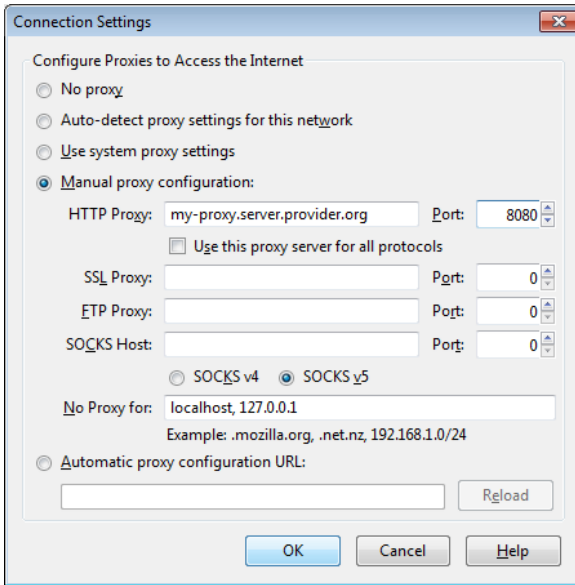 Connection Settings
Configure Proxies to Access the Internet
No proxy
Auto-detect proxy settings for this network
Use system proxy settings
Manual proxy configuration:
HTTP Proxy: my-proxy.server.provider.org Port: 8080
Use this proxy server for all protocols
SSL Proxy: Port: 0
FTP Proxy: Port: 0
SOCKS Host: Port: 0
SOCKS v4 SOCKS v5
No Proxy for: localhost, 127.0.0.1
Example: .mozilla.org, .net.nz, 192.168.1.0/24
Automatic proxy configuration URL:
Reload
OK Cancel Help